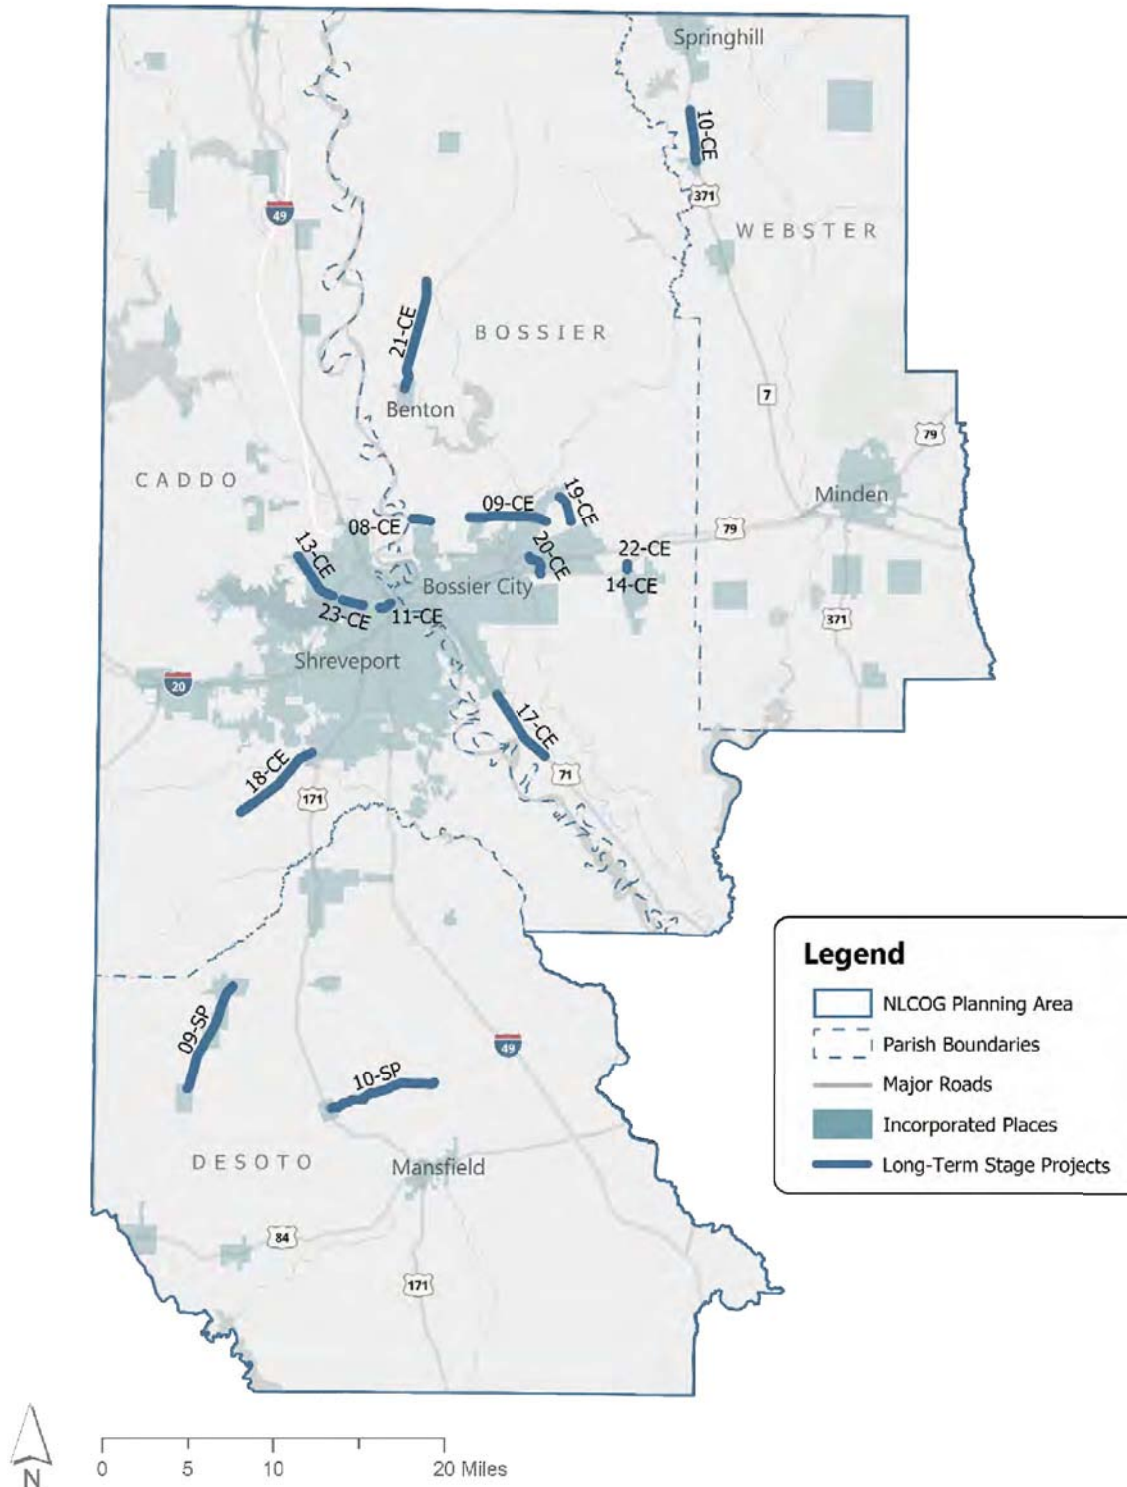 Springhill
10-CE
371
49
WEBSTER
21-CE
BOSSIER
Benton
7
79
CADDO
Minden
19-CE
09-CE
08-CE
79
13-CE
20-CE
22-CE
14-CE
Bossier City
23-CE
11-CE
371
Shreveport
20
17-CE
18-CE
71
171
Legend
NLCOG Planning Area
Parish Boundaries
Major Roads
Incorporated Places
Long-Term Stage Projects
09-SP
49
10-SP
DESOTO
Mansfield
84
171
N
0 5 10 20 Miles